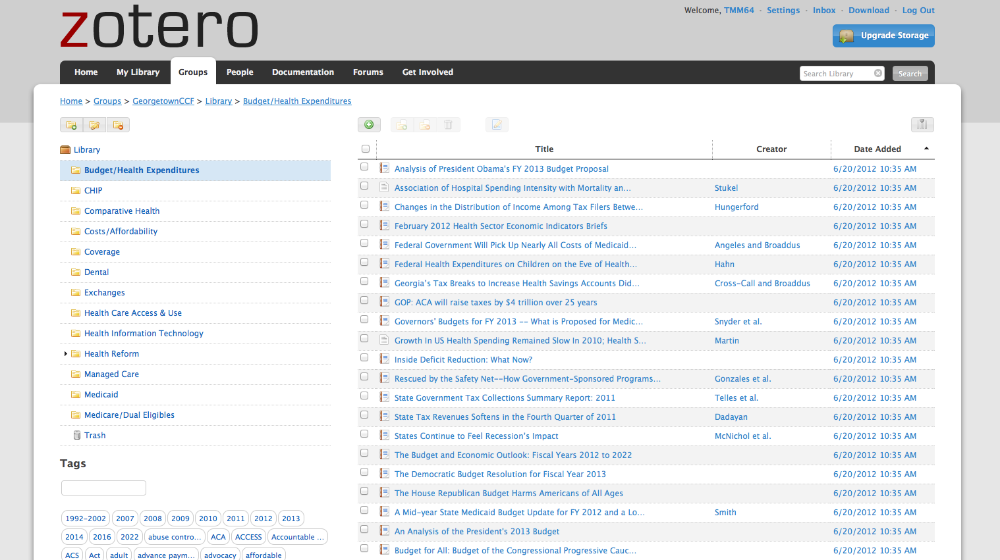 zotero
Welcome, TMM64 · Settings · Inbox · Download · Log Out
Upgrade Storage
Home My Library Groups People Documentation Forums Get Involved
Search Library Search
Home > Groups > GeorgetownCCF > Library > Budget/Health Expenditures
Library
Budget/Health Expenditures
CHIP
Comparative Health
Costs/Affordability
Coverage
Dental
Exchanges
Health Care Access & Use
Health Information Technology
Health Reform
Managed Care
Medicaid
Medicare/Dual Eligibles
Trash
Tags
1992-2002 2007 2008 2009 2010 2011 2012 2013
2014 2016 2022 abuse contro... ACA ACCESS Accountable ...
ACS Act adult advance paym... advocacy affordable
Title Creator Date Added
Analysis of President Obama's FY 2013 Budget Proposal 6/20/2012 10:35 AM
Association of Hospital Spending Intensity with Mortality an... Stukel 6/20/2012 10:35 AM
Changes in the Distribution of Income Among Tax Filers Betwe... Hungerford 6/20/2012 10:35 AM
February 2012 Health Sector Economic Indicators Briefs 6/20/2012 10:35 AM
Federal Government Will Pick Up Nearly All Costs of Medicaid... Angeles and Broaddus 6/20/2012 10:35 AM
Federal Health Expenditures on Children on the Eve of Health... Hahn 6/20/2012 10:35 AM
Georgia's Tax Breaks to Increase Health Savings Accounts Did... Cross-Call and Broaddus 6/20/2012 10:35 AM
GOP: ACA will raise taxes by $4 trillion over 25 years 6/20/2012 10:35 AM
Governors' Budgets for FY 2013 -- What is Proposed for Medic... Snyder et al. 6/20/2012 10:35 AM
Growth In US Health Spending Remained Slow In 2010; Health S... Martin 6/20/2012 10:35 AM
Inside Deficit Reduction: What Now? 6/20/2012 10:35 AM
Rescued by the Safety Net--How Government-Sponsored Programs... Gonzales et al. 6/20/2012 10:35 AM
State Government Tax Collections Summary Report: 2011 Telles et al. 6/20/2012 10:35 AM
State Tax Revenues Softens in the Fourth Quarter of 2011 Dadayan 6/20/2012 10:35 AM
States Continue to Feel Recession's Impact McNichol et al. 6/20/2012 10:35 AM
The Budget and Economic Outlook: Fiscal Years 2012 to 2022 6/20/2012 10:35 AM
The Democratic Budget Resolution for Fiscal Year 2013 6/20/2012 10:35 AM
The House Republican Budget Harms Americans of All Ages 6/20/2012 10:35 AM
A Mid-year State Medicaid Budget Update for FY 2012 and a Lo... Smith 6/20/2012 10:35 AM
An Analysis of the President's 2013 Budget 6/20/2012 10:35 AM
Budget for All: Budget of the Congressional Progressive Cauc... 6/20/2012 10:35 AM